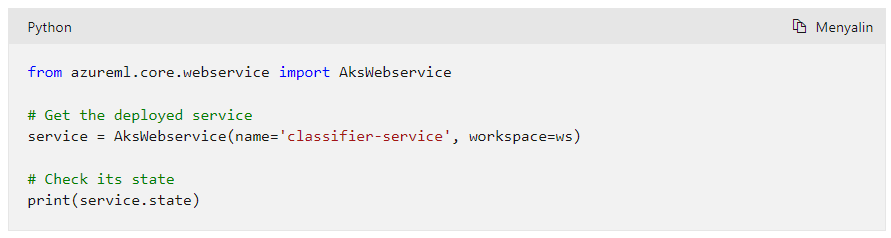 Python
Menyalin
from azureml.core.webservice import AksWebservice
# Get the deployed service
service = AksWebservice(name='classifier-service', workspace=ws)
# Check its state
print(service.state)